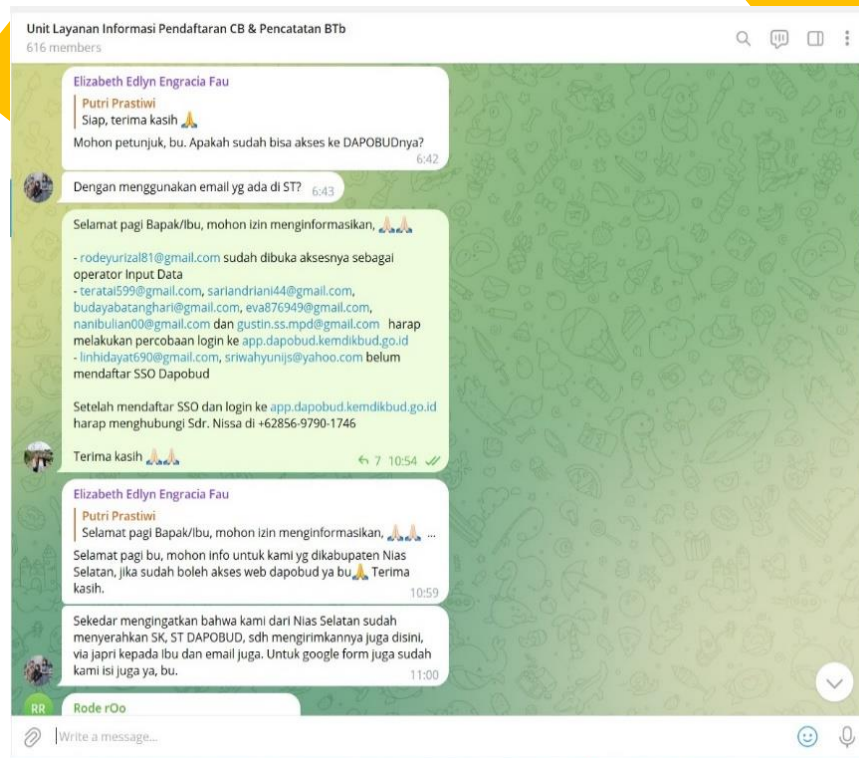 Unit Layanan Informasi Pendaftaran CB & Pencatatan BTb
616 members
Elizabeth Edlyn Engracia Fau
Putri Prastiwi
Siap, terima kasih 🙏
Mohon petunjuk, bu. Apakah sudah bisa akses ke DAPOBUDnya?
6:42
Dengan menggunakan email yg ada di ST? 6:43
Selamat pagi Bapak/Ibu, mohon izin menginformasikan, 🙏🏻🙏🏻
- rodeyurizal81@gmail.com sudah dibuka aksesnya sebagai
operator Input Data
- teratai599@gmail.com, sariandriani44@gmail.com,
budayabatanghari@gmail.com, eva876949@gmail.com,
nanibulian00@gmail.com dan gustin.ss.mpd@gmail.com harap
melakukan percobaan login ke app.dapobud.kemdikbud.go.id
- linhidayat690@gmail.com, sriwahyunijs@yahoo.com belum
mendaftar SSO Dapobud
Setelah mendaftar SSO dan login ke app.dapobud.kemdikbud.go.id
harap menghubungi Sdr. Nissa di +62856-9790-1746
Terima kasih 🙏🏻🙏🏻
7 10:54
Elizabeth Edlyn Engracia Fau
Putri Prastiwi
Selamat pagi Bapak/Ibu, mohon izin menginformasikan, 🙏🏻🙏🏻 ...
Selamat pagi bu, mohon info untuk kami yg dikabupaten Nias
Selatan, jika sudah boleh akses web dapobud ya bu🙏 Terima
kasih.
10:59
Sekedar mengingatkan bahwa kami dari Nias Selatan sudah
menyerahkan SK, ST DAPOBUD, sdh mengirimkannya juga disini,
via japri kepada Ibu dan email juga. Untuk google form juga sudah
kami isi juga ya, bu.
11:00
RR
Rode rOo
Write a message...